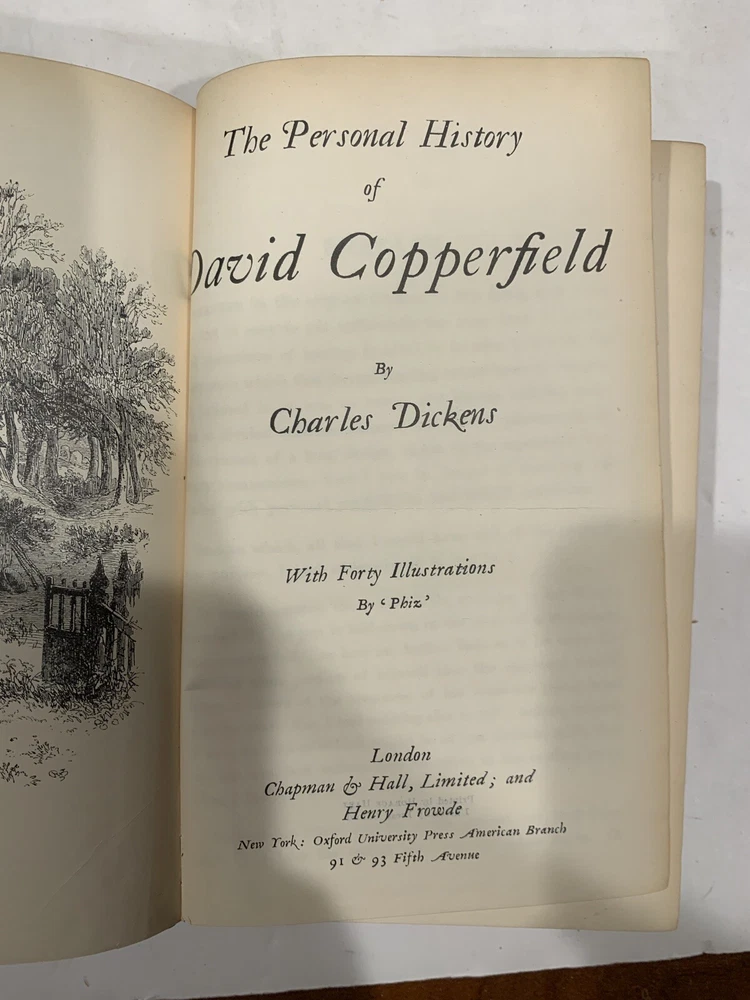 The Personal History
of
David Copperfield
By
Charles Dickens
With Forty Illustrations
By ‘Phiz’
London
Chapman & Hall, Limited; and
Henry Frowde
New York: Oxford University Press American Branch
91 & 93 Fifth Avenue